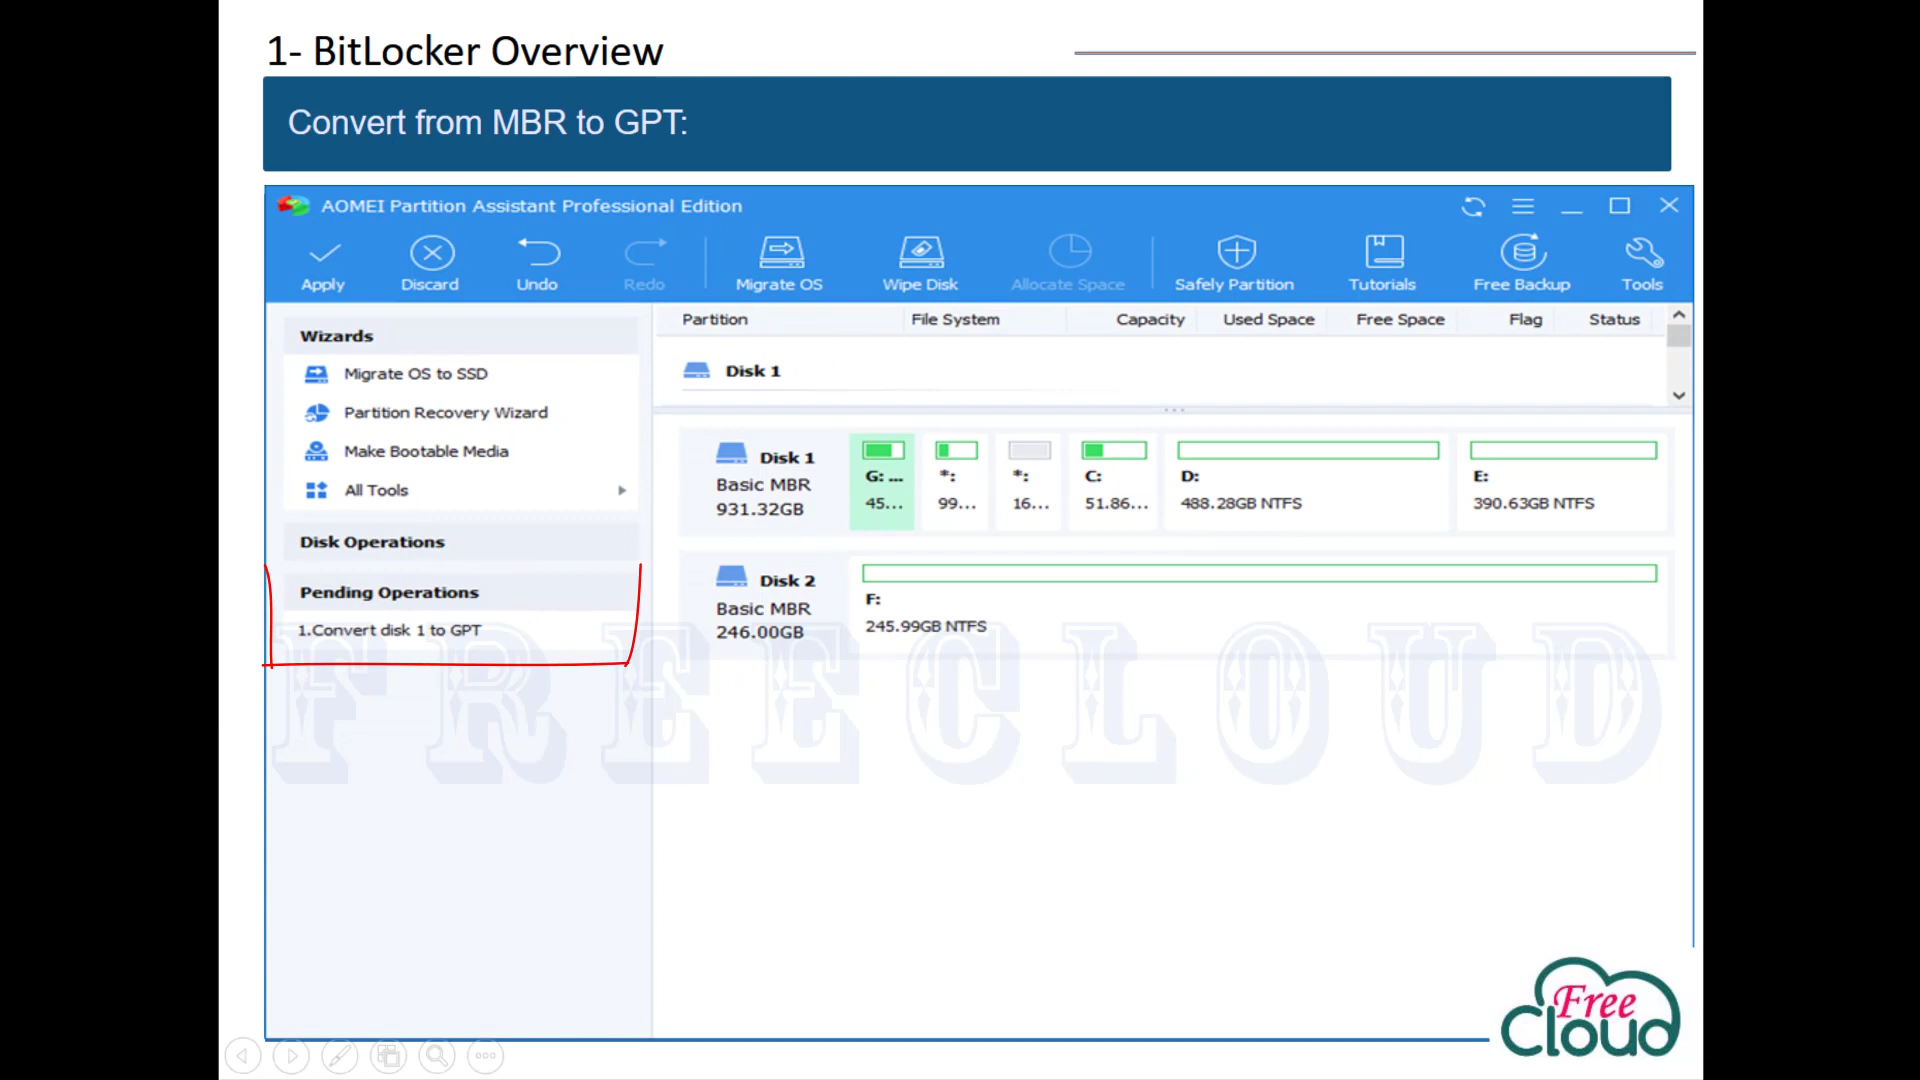 1- BitLocker Overview
Convert from MBR to GPT:
AOMEI Partition Assistant Professional Edition
Apply Discard Undo Redo Migrate OS Wipe Disk Allocate Space Safely Partition Tutorials Free Backup Tools
Wizards
Migrate OS to SSD
Partition Recovery Wizard
Make Bootable Media
All Tools
Disk Operations
Pending Operations
1.Convert disk 1 to GPT
Partition File System Capacity Used Space Free Space Flag Status
Disk 1
Disk 1
Basic MBR
931.32GB
G: ...
45...
*:
99...
*:
16...
C:
51.86...
D:
488.28GB NTFS
E:
390.63GB NTFS
Disk 2
Basic MBR
246.00GB
F:
245.99GB NTFS
FREECLOUD
Free
Cloud